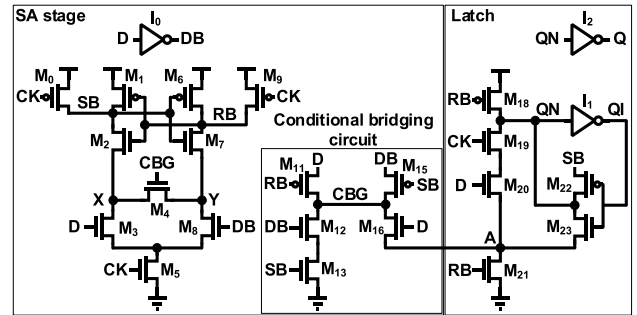 SA stage
I0
Latch
I2
D
DB
QN
Q
M0
M1
M6
M9
CK
SB
RB
CK
M2
M7
Conditional bridging
circuit
RB
M18
QN
I1
QI
CK
M19
CBG
X
M4
Y
M11
D
DB
M15
RB
CBG
SB
D
M20
SB
M22
D
M3
M8
DB
DB
M12
M16
D
A
M23
CK
M5
SB
M13
RB
M21